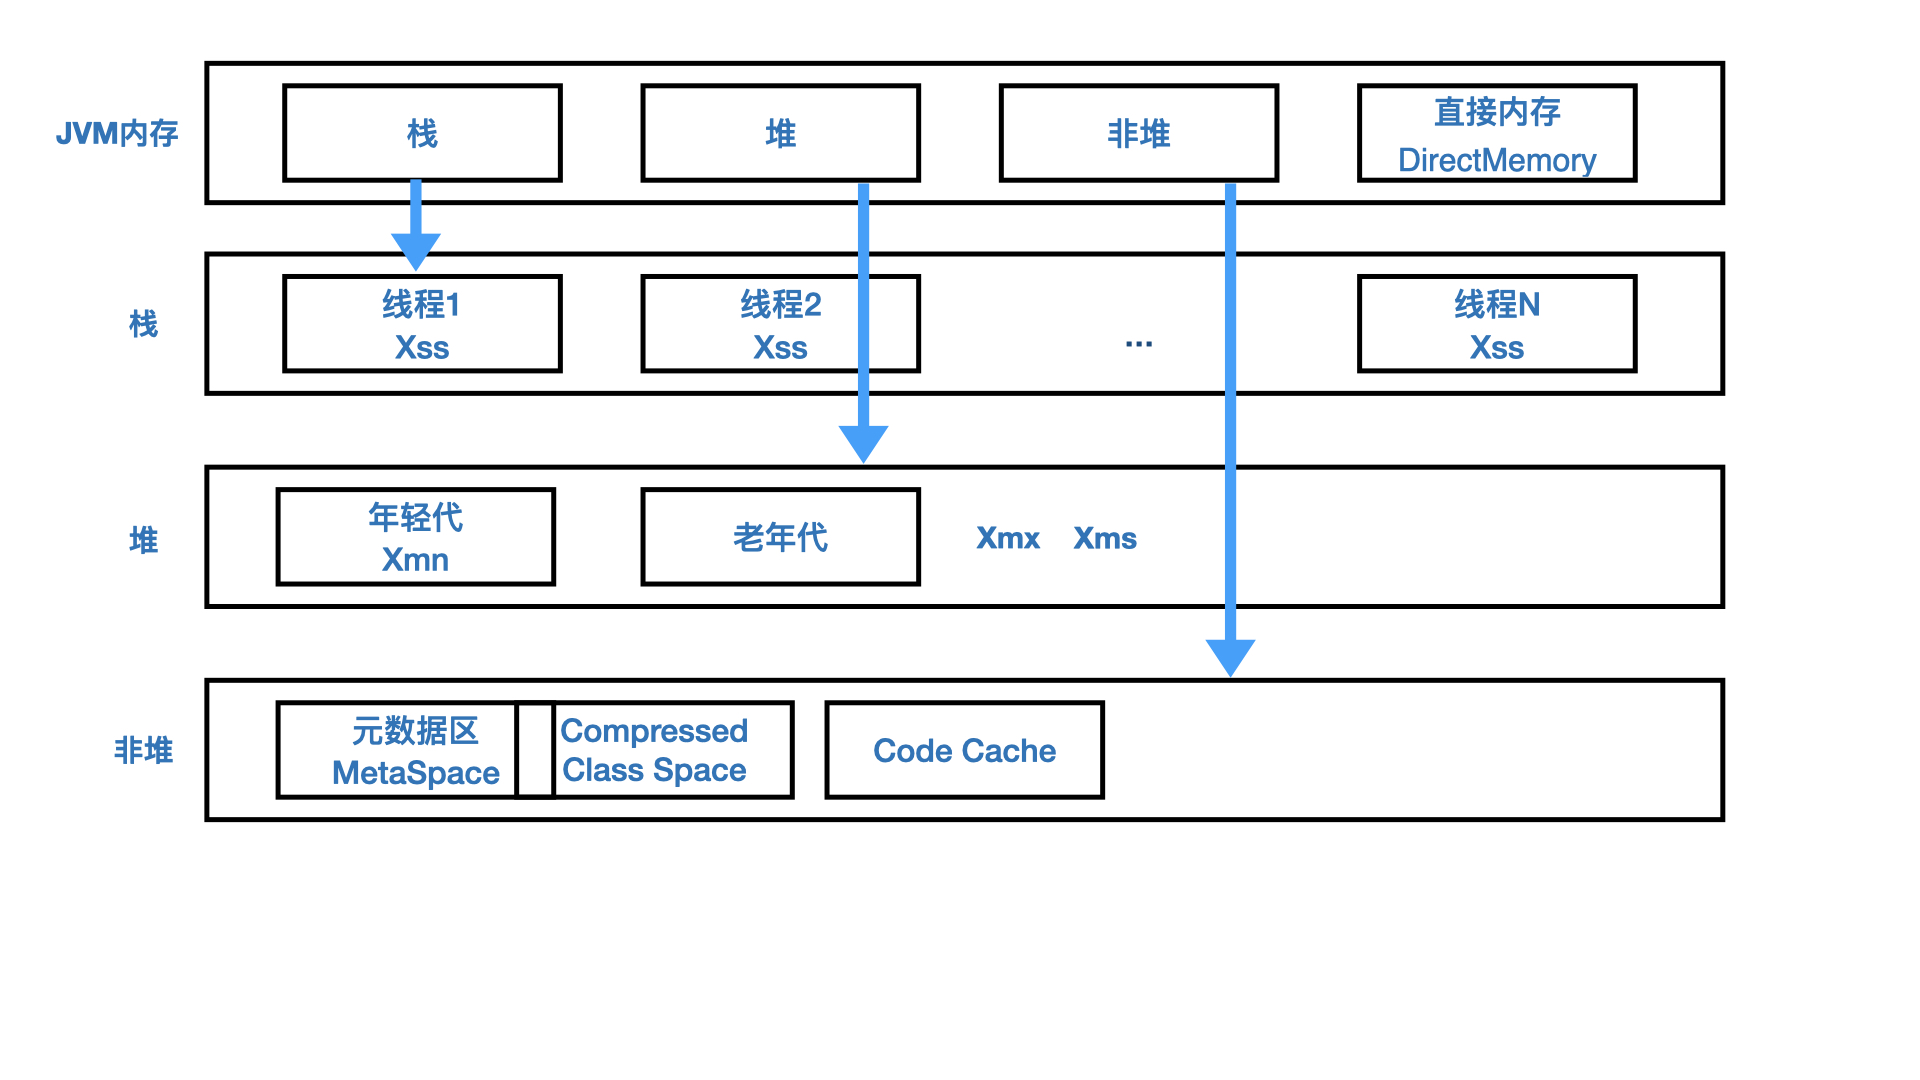 JVM内存
栈
堆
非堆
直接内存
DirectMemory
栈
线程1
Xss
线程2
Xss
...
线程N
Xss
堆
年轻代
Xmn
老年代
Xmx Xms
非堆
元数据区
MetaSpace
Compressed
Class Space
Code Cache